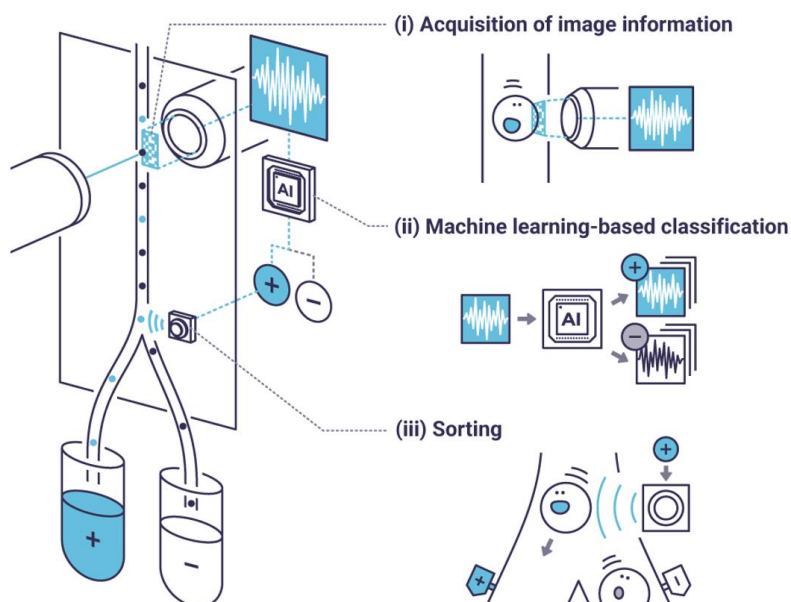 (i) Acquisition of image information
AI
(ii) Machine learning-based classification
+
−
+
AI
−
(iii) Sorting
+
+
−
+
−